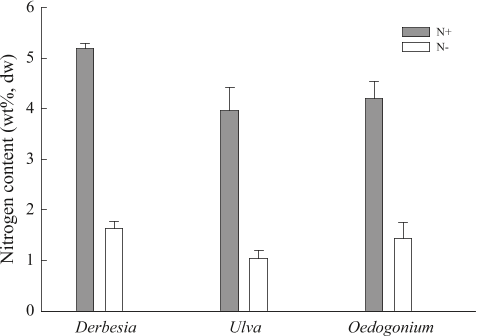 Nitrogen content (wt%, dw)
6
5
4
3
2
1
0
N+
N-
Derbesia
Ulva
Oedogonium